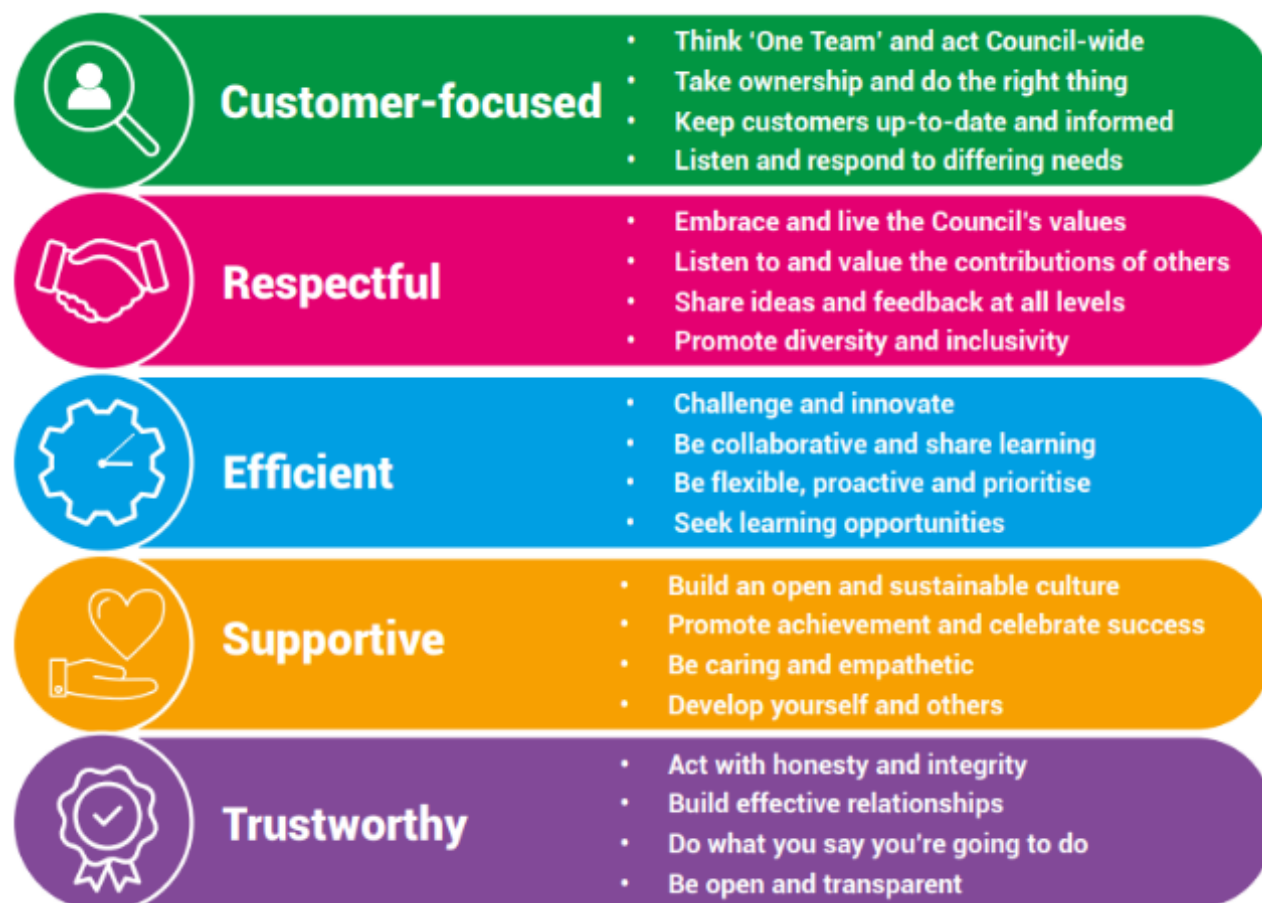 Customer-focused
• Think ‘One Team’ and act Council-wide
• Take ownership and do the right thing
• Keep customers up-to-date and informed
• Listen and respond to differing needs
Respectful
• Embrace and live the Council's values
• Listen to and value the contributions of others
• Share ideas and feedback at all levels
• Promote diversity and inclusivity
Efficient
• Challenge and innovate
• Be collaborative and share learning
• Be flexible, proactive and prioritise
• Seek learning opportunities
Supportive
• Build an open and sustainable culture
• Promote achievement and celebrate success
• Be caring and empathetic
• Develop yourself and others
Trustworthy
• Act with honesty and integrity
• Build effective relationships
• Do what you say you're going to do
• Be open and transparent